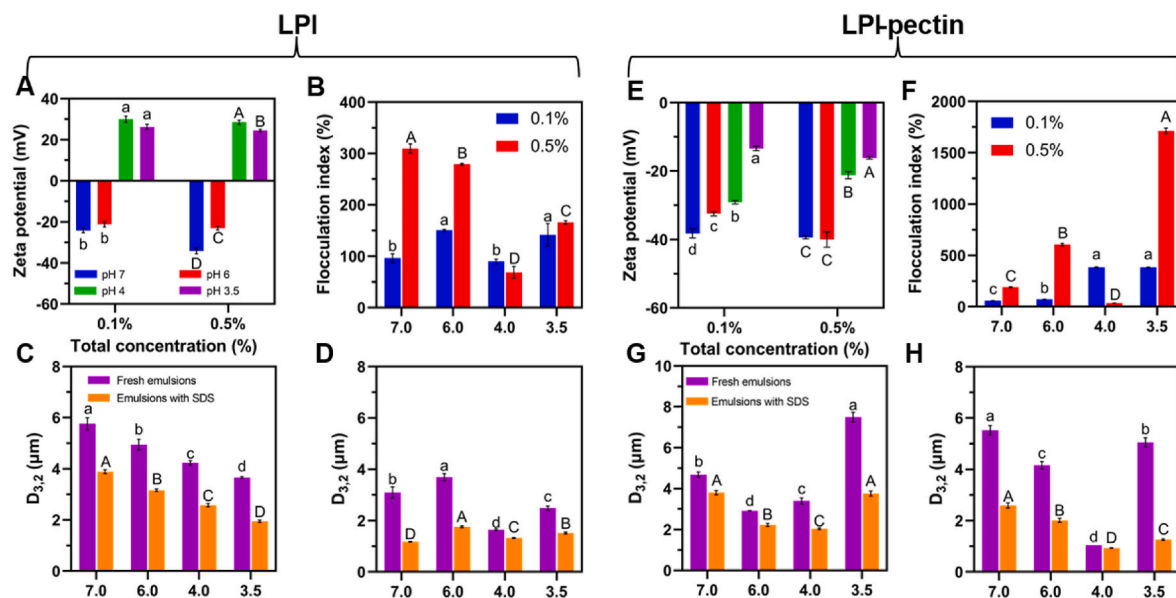 LPI
LPI-pectin
A
Zeta potential (mV)
40
20
0
-20
-40
-60
b
b
a
a
D
C
A
B
pH 7
pH 6
pH 4
pH 3.5
0.1%
0.5%
Total concentration (%)
B
Flocculation index (%)
400
300
200
100
0
0.1%
0.5%
b
A
a
B
b
D
a
C
7.0
6.0
4.0
3.5
E
Zeta potential (mV)
0
-20
-40
-60
d
c
b
a
C
C
B
A
0.1%
0.5%
Total concentration (%)
F
Flocculation index (%)
2000
1500
1000
500
250
0
0.1%
0.5%
c
C
b
B
a
D
a
A
7.0
6.0
4.0
3.5
C
D3,2 (μm)
8
6
4
2
0
Fresh emulsions
Emulsions with SDS
a
A
b
B
c
C
d
D
7.0
6.0
4.0
3.5
D
D3,2 (μm)
8
6
4
2
0
b
D
a
A
d
C
c
B
7.0
6.0
4.0
3.5
G
D3,2 (μm)
10
8
6
4
2
0
Fresh emulsions
Emulsions with SDS
b
A
d
B
c
C
a
A
7.0
6.0
4.0
3.5
H
D3,2 (μm)
8
6
4
2
0
a
A
c
B
d
D
b
C
7.0
6.0
4.0
3.5